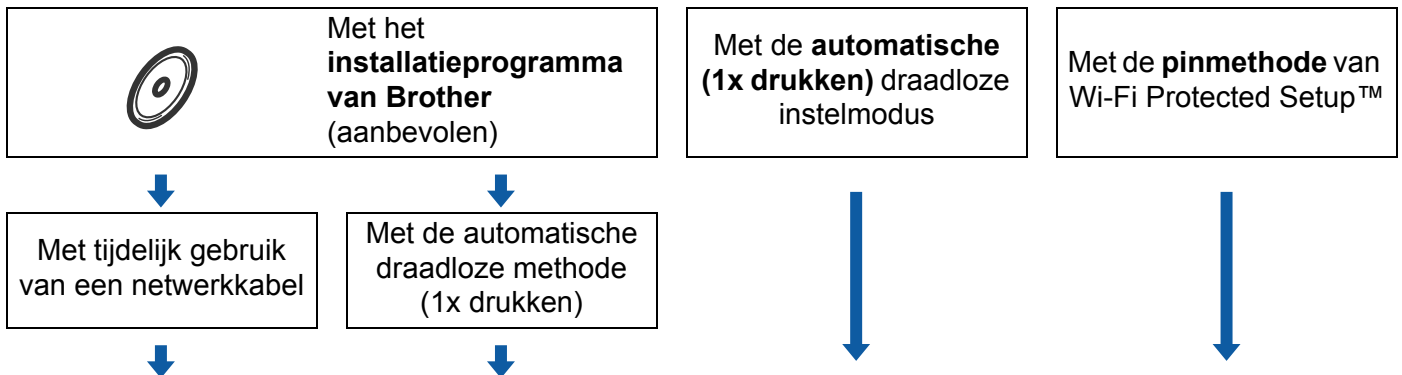 Met het
installatieprogramma
van Brother
(aanbevolen)
Met de automatische
(1x drukken) draadloze
instelmodus
Met de pinmethode van
Wi-Fi Protected Setup™
Met tijdelijk gebruik
van een netwerkkabel
Met de automatische
draadloze methode
(1x drukken)